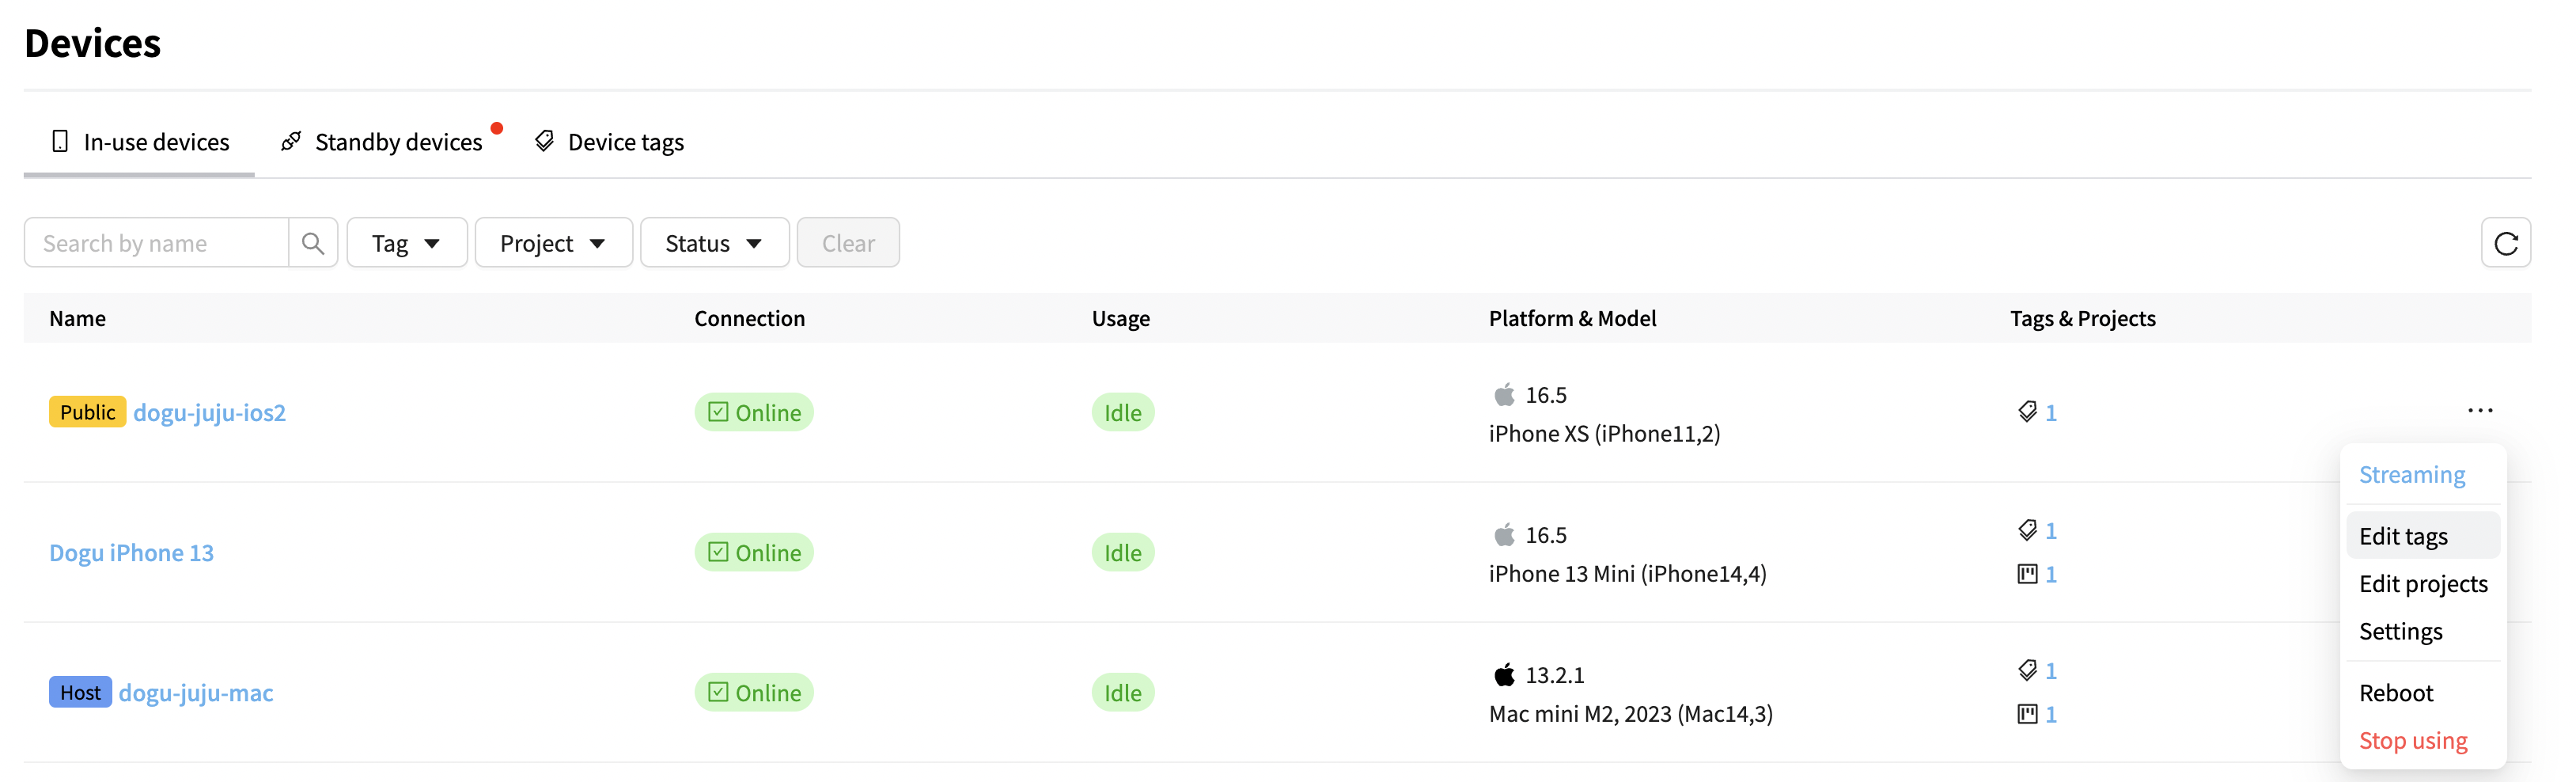 Devices
In-use devices Standby devices Device tags
Search by name Tag Project Status Clear
Name Connection Usage Platform & Model Tags & Projects
Public dogu-juju-ios2 Online Idle 16.5 1 ...
iPhone XS (iPhone11,2)
Streaming
Edit tags
Edit projects
Settings
Reboot
Stop using
Dogu iPhone 13 Online Idle 16.5 1
iPhone 13 Mini (iPhone14,4) 1
Host dogu-juju-mac Online Idle 13.2.1 1
Mac mini M2, 2023 (Mac14,3) 1